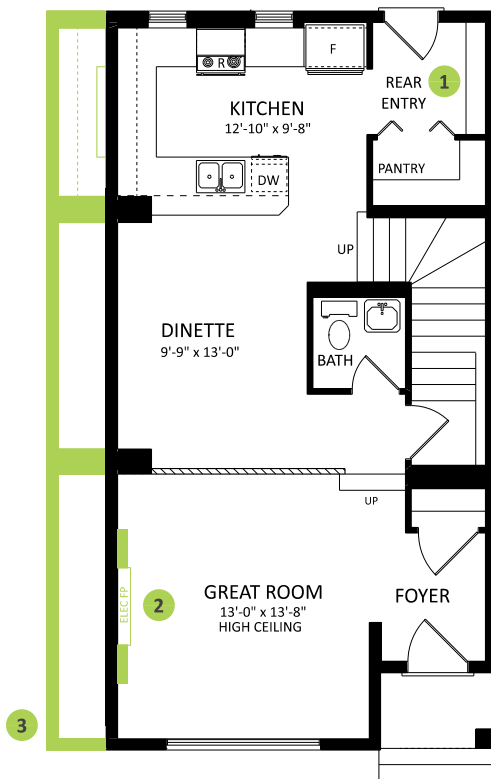 R
F
REAR
ENTRY
1
KITCHEN
12'-10" x 9'-8"
PANTRY
DW
UP
DINETTE
9'-9" x 13'-0"
BATH
UP
ELEC FP
2
GREAT ROOM
13'-0" x 13'-8"
HIGH CEILING
FOYER
3